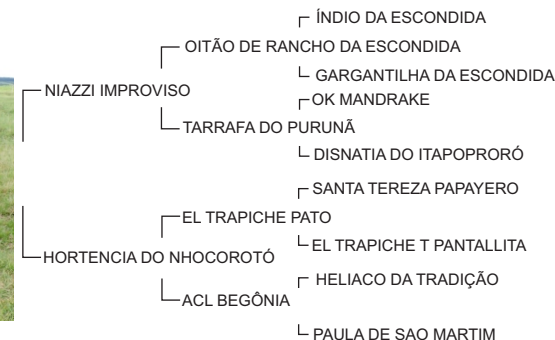 ÍNDIO DA ESCONDIDA
OITÃO DE RANCHO DA ESCONDIDA
GARGANTILHA DA ESCONDIDA
NIAZZI IMPROVISO
OK MANDRAKE
TARRAFA DO PURUNÃ
DISNATIA DO ITAPOPRORÓ
SANTA TEREZA PAPAYERO
EL TRAPICHE PATO
EL TRAPICHE T PANTALLITA
HORTENCIA DO NHOCOROTÓ
HELIACO DA TRADIÇÃO
ACL BEGÔNIA
PAULA DE SAO MARTIM